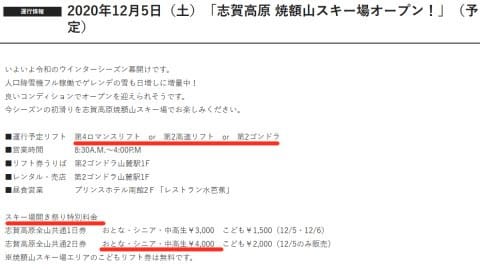 運行情報
2020年12月5日（土）「志賀高原 焼額山スキー場オープン！」（予
定）
いよいよ令和のウインターシーズン幕開けです。
人口降雪機フル稼働でゲレンデの雪も日増しに増量中！
良いコンディションでオープンを迎えられそうです。
今シーズンの初滑りを志賀高原焼額山スキー場でお楽しみください。
■運行予定リフト　第4ロマンスリフト　or　第2高速リフト　or　第2ゴンドラ
■営業時間　8:30A.M.～4:00P.M
■リフト券うりば　第2ゴンドラ山麓駅1F
■レンタル・売店　第2ゴンドラ山麓駅1F
■昼食営業　プリンスホテル南館2F「レストラン水芭蕉」
スキー場開き祭り特別料金
志賀高原全山共通1日券　おとな・シニア・中高生￥3,000　こども￥1,500（12/5・12/6）
志賀高原全山共通2日券　おとな・シニア・中高生￥4,000　こども￥2,000（12/5のみ販売）
※焼額山スキー場エリアのこどもリフト券は無料です。